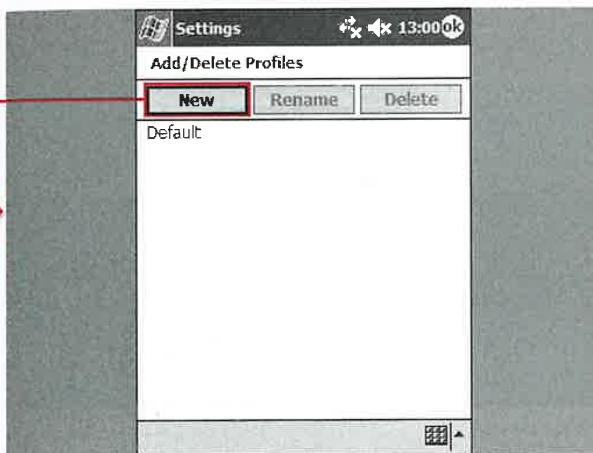 Settings 13:00 ok
Add/Delete Profiles
New Rename Delete
Default